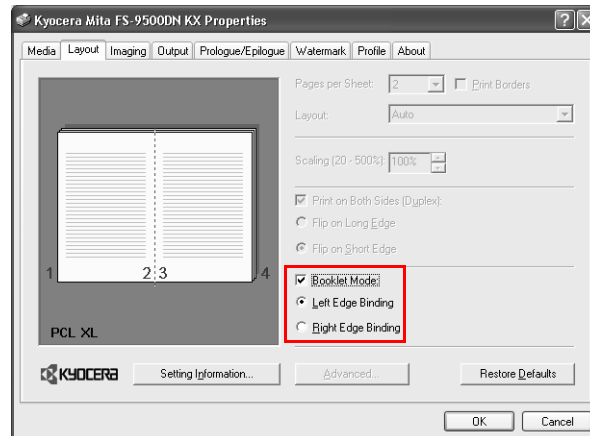 Kyocera Mita FS-9500DN KX Properties
Media Layout Imaging Output Prologue/Epilogue Watermark Profile About
Pages per Sheet: 2 Print Borders
Layout: Auto
Scaling (20 - 500%): 100%
Print on Both Sides (Duplex):
Flip on Long Edge
Flip on Short Edge
1 2 3 4
Booklet Mode:
Left Edge Binding
Right Edge Binding
PCL XL
KYOCERA Setting Information... Advanced... Restore Defaults
OK Cancel